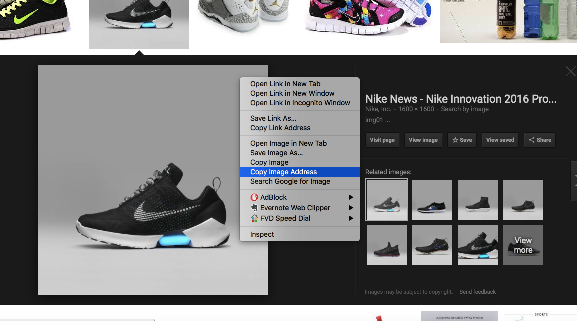 Open Link in New Tab
Open Link in New Window
Open Link in Incognito Window
Save Link As...
Copy Link Address
Open Image in New Tab
Save Image As...
Copy Image
Copy Image Address
Search Google for Image
AdBlock
Evernote Web Clipper
FVD Speed Dial
Inspect
Nike News - Nike Innovation 2016 Pro...
Nike, Inc. - 1600 × 1600 - Search by image
img01 ...
Visit page
View image
Save
View saved
Share
Related images:
View
more
Images may be subject to copyright.
Send feedback
SPORTS